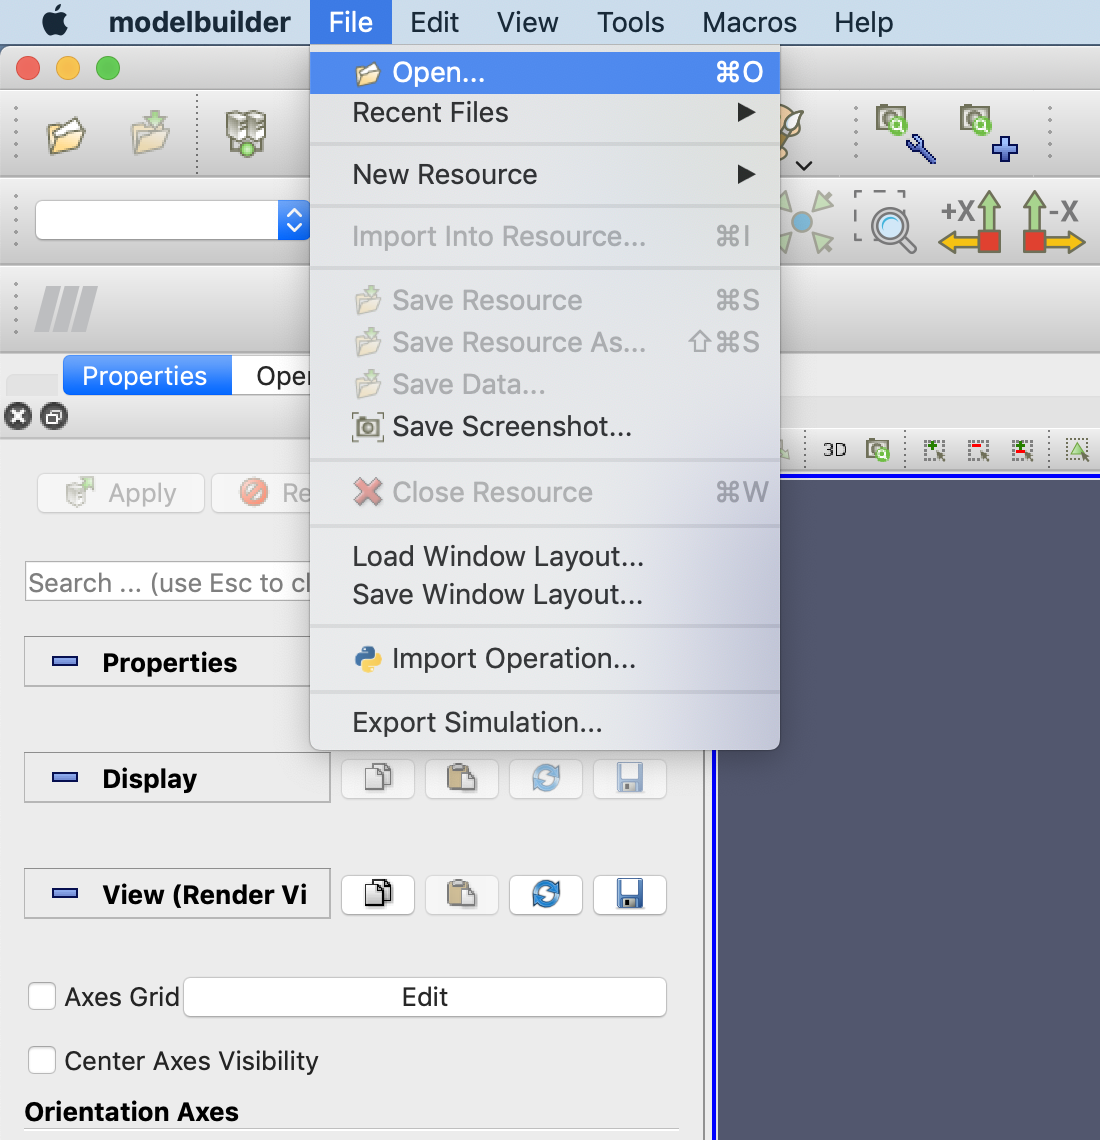 modelbuilder File Edit View Tools Macros Help
Open... ⌘O
Recent Files
New Resource
Import Into Resource... ⌘I
+X -X
Save Resource ⌘S
Save Resource As... ⇧⌘S
Save Data...
Save Screenshot...
Properties Oper
3D
Close Resource ⌘W
Apply Re
Load Window Layout...
Search ... (use Esc to cl
Save Window Layout...
Import Operation...
Properties
Export Simulation...
Display
View (Render Vi
Axes Grid Edit
Center Axes Visibility
Orientation Axes